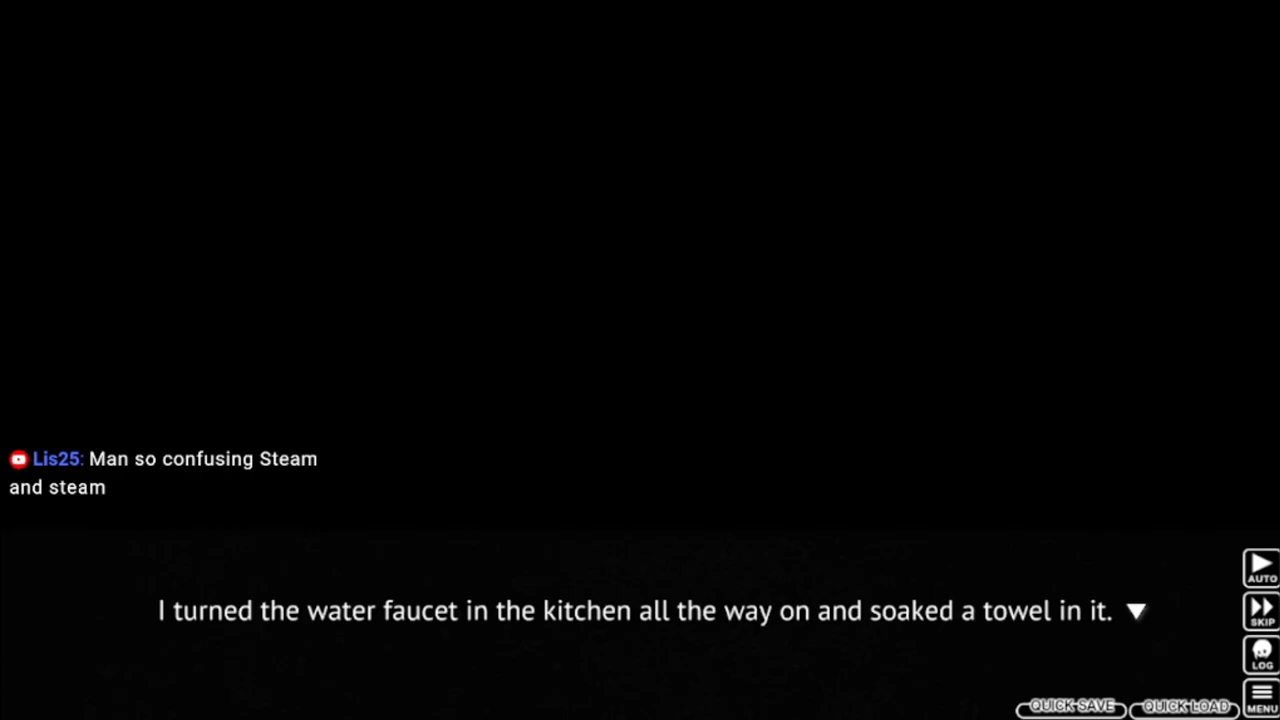 Lis25: Man so confusing Steam
and steam
I turned the water faucet in the kitchen all the way on and soaked a towel in it.
AUTO
SKIP
LOG
MENU
QUICK SAVE
QUICK LOAD